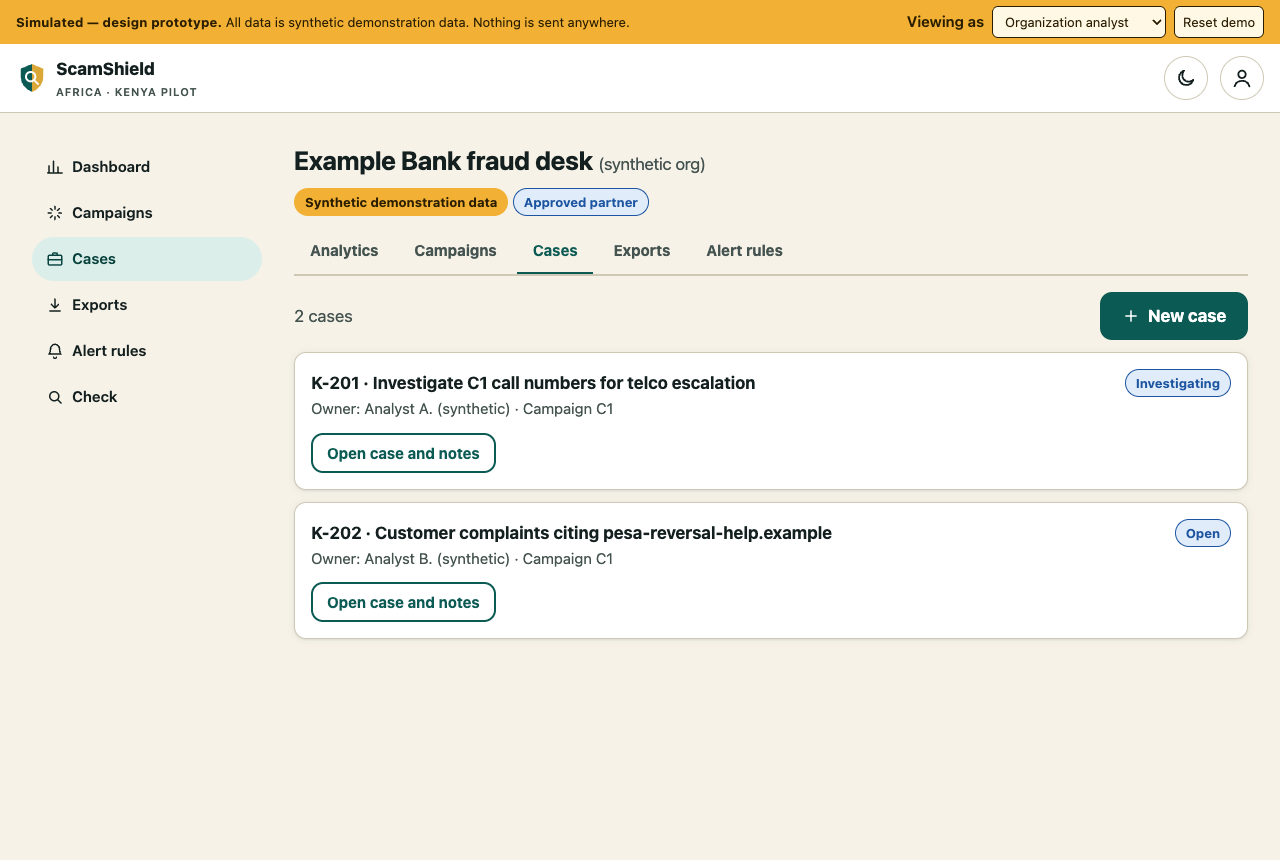 Simulated — design prototype. All data is synthetic demonstration data. Nothing is sent anywhere.
Viewing as
Organization analyst
Reset demo
ScamShield
AFRICA · KENYA PILOT
Dashboard
Campaigns
Cases
Exports
Alert rules
Check
Example Bank fraud desk (synthetic org)
Synthetic demonstration data
Approved partner
Analytics
Campaigns
Cases
Exports
Alert rules
2 cases
+ New case
K-201 · Investigate C1 call numbers for telco escalation
Investigating
Owner: Analyst A. (synthetic) · Campaign C1
Open case and notes
K-202 · Customer complaints citing pesa-reversal-help.example
Open
Owner: Analyst B. (synthetic) · Campaign C1
Open case and notes